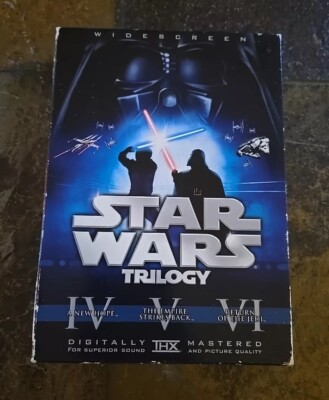 WIDESCREEN
STAR
WARS
TRILOGY
IV V VI
A NEW HOPE THE EMPIRE RETURN
STRIKES BACK OF THE JEDI
DIGITALLY THX MASTERED
FOR SUPERIOR SOUND AND PICTURE QUALITY